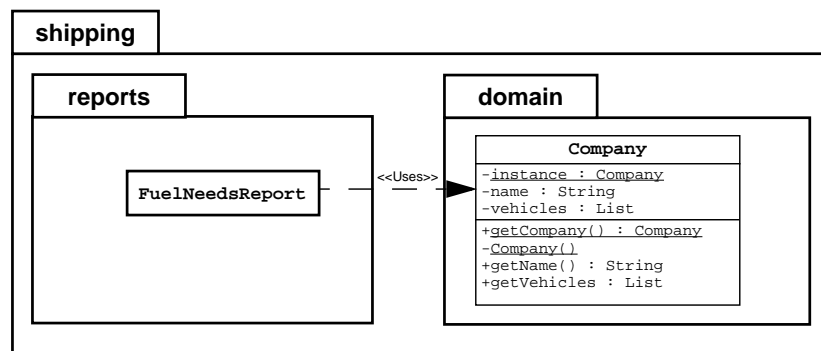 shipping
reports
domain
FuelNeedsReport
<<Uses>>
Company
-instance : Company
-name : String
-vehicles : List
+getCompany() : Company
-Company()
+getName() : String
+getVehicles : List